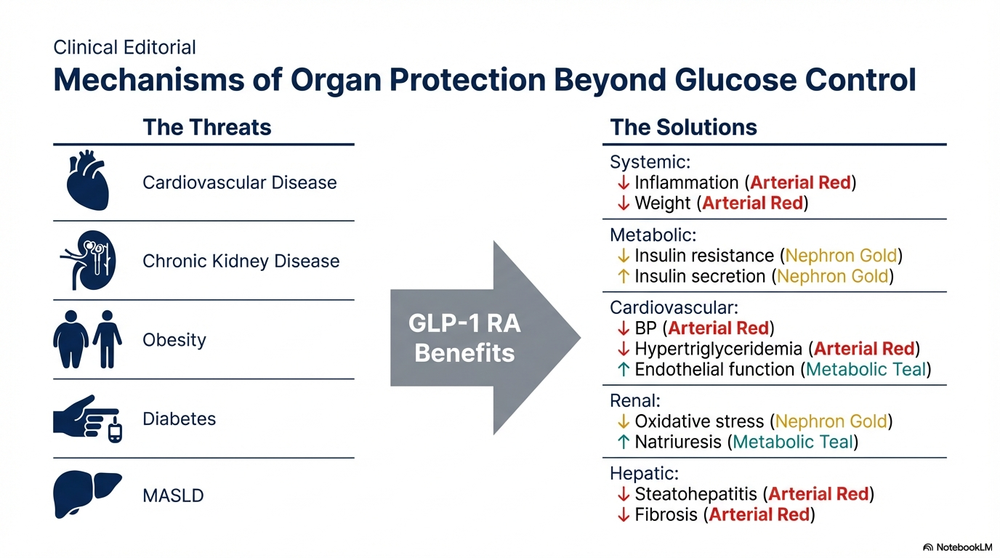 Clinical Editorial
Mechanisms of Organ Protection Beyond Glucose Control
The Threats
Cardiovascular Disease
Chronic Kidney Disease
Obesity
Diabetes
MASLD
GLP-1 RA
Benefits
The Solutions
Systemic:
↓ Inflammation (Arterial Red)
↓ Weight (Arterial Red)
Metabolic:
↓ Insulin resistance (Nephron Gold)
↑ Insulin secretion (Nephron Gold)
Cardiovascular:
↓ BP (Arterial Red)
↓ Hypertriglyceridemia (Arterial Red)
↑ Endothelial function (Metabolic Teal)
Renal:
↓ Oxidative stress (Nephron Gold)
↑ Natriuresis (Metabolic Teal)
Hepatic:
↓ Steatohepatitis (Arterial Red)
↓ Fibrosis (Arterial Red)
NotebookLM